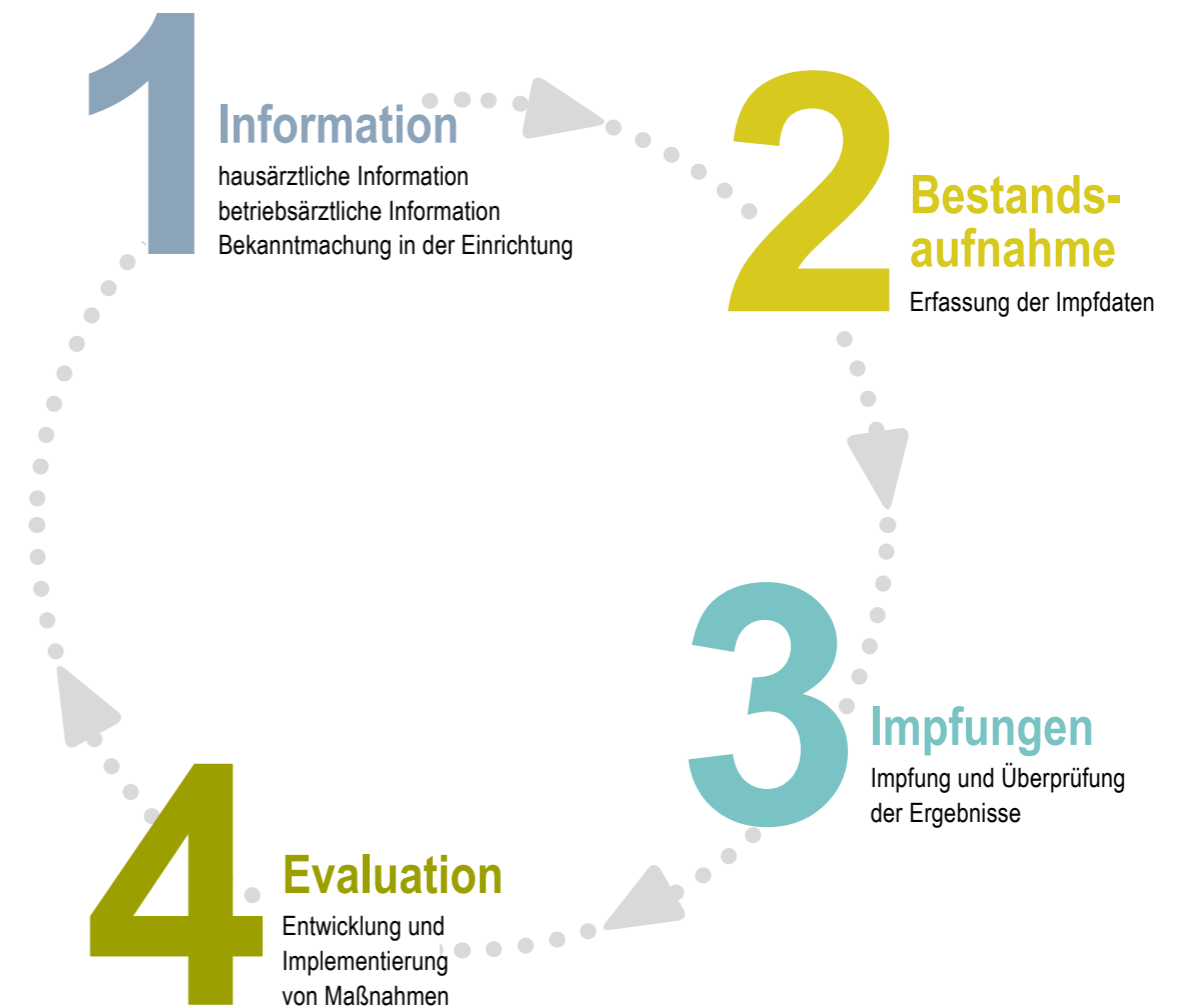 1
Information
hausärztliche Information
betriebsärztliche Information
Bekanntmachung in der Einrichtung
2
Bestands-
aufnahme
Erfassung der Impfdaten
3
Impfungen
Impfung und Überprüfung
der Ergebnisse
4
Evaluation
Entwicklung und
Implementierung
von Maßnahmen